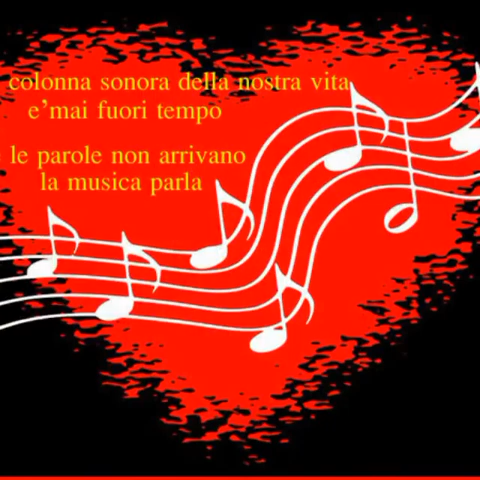 colonna sonora della nostra vita
e'mai fuori tempo
le parole non arrivano
la musica parla